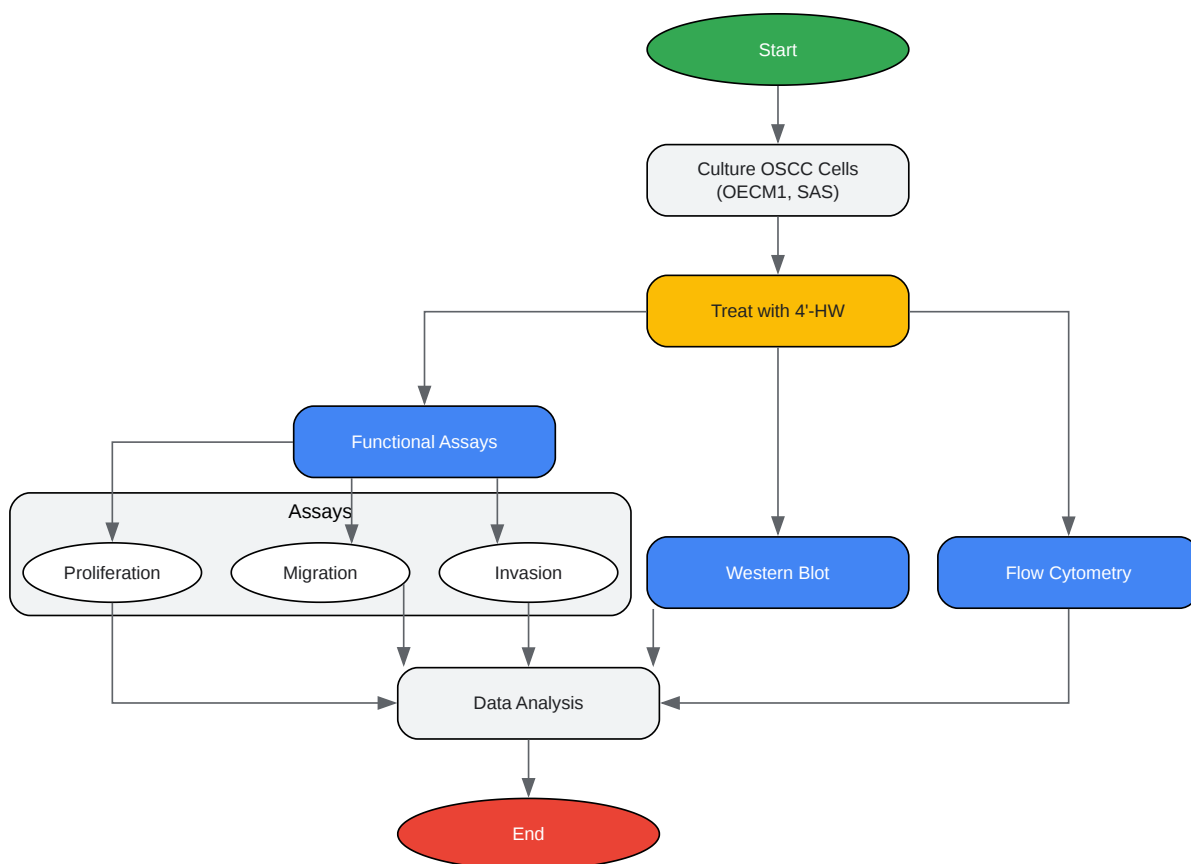 Start
Culture OSCC Cells
(OECM1, SAS)
Treat with 4'-HW
Functional Assays
Assays
Proliferation
Migration
Invasion
Western Blot
Flow Cytometry
Data Analysis
End